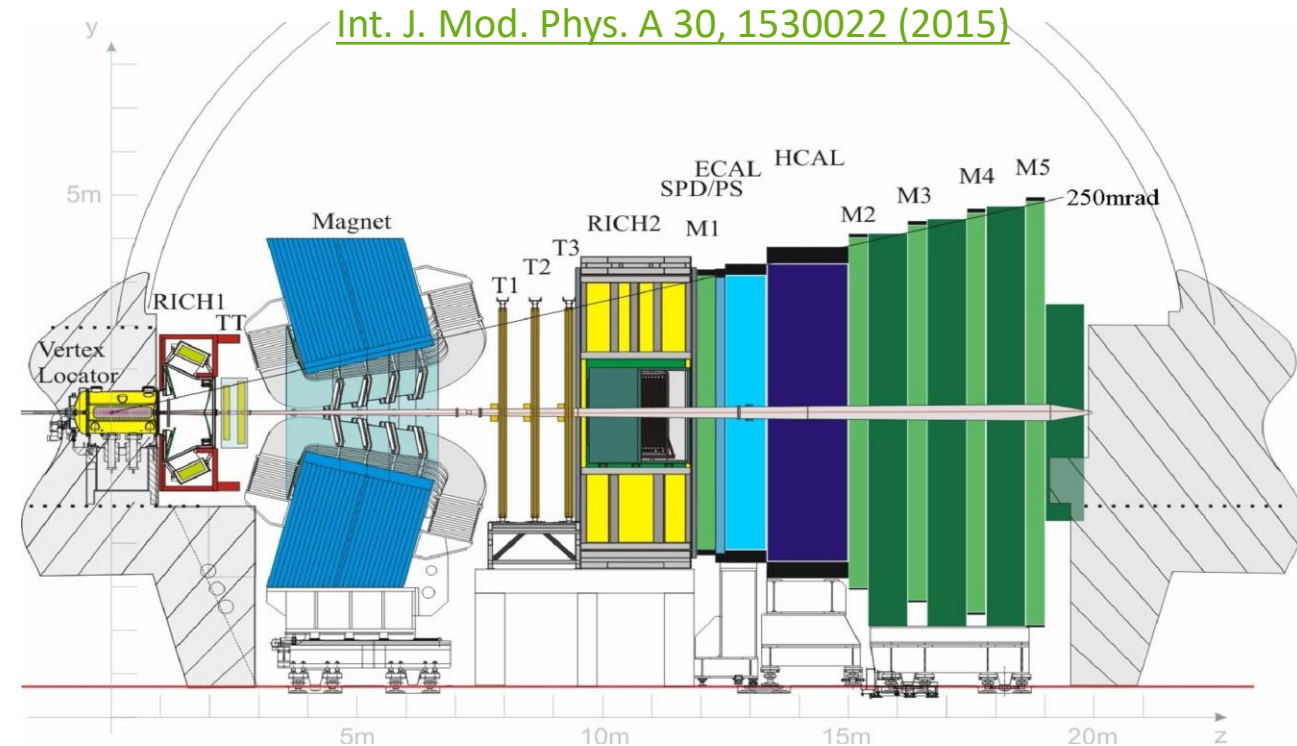 Int. J. Mod. Phys. A 30, 1530022 (2015)
y
5m
Magnet
RICH1
TT
Vertex
Locator
T1
T2
T3
RICH2
M1
SPD/PS
ECAL
HCAL
M2
M3
M4
M5
250mrad
5m
10m
15m
20m
z